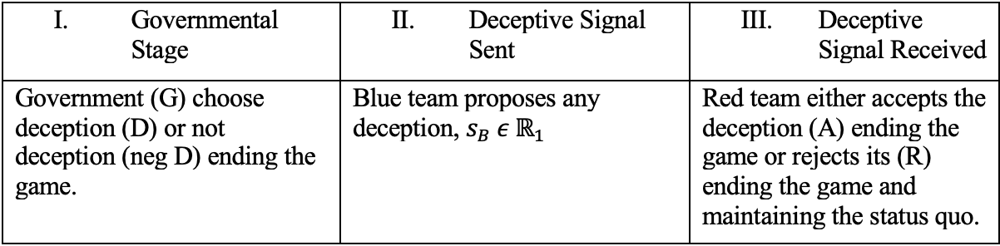 I. Governmental
Stage
II. Deceptive Signal
Sent
III. Deceptive
Signal Received
Government (G) choose
deception (D) or not
deception (neg D) ending the
game.
Blue team proposes any
deception, s_B ϵ ℝ_1
Red team either accepts the
deception (A) ending the
game or rejects its (R)
ending the game and
maintaining the status quo.